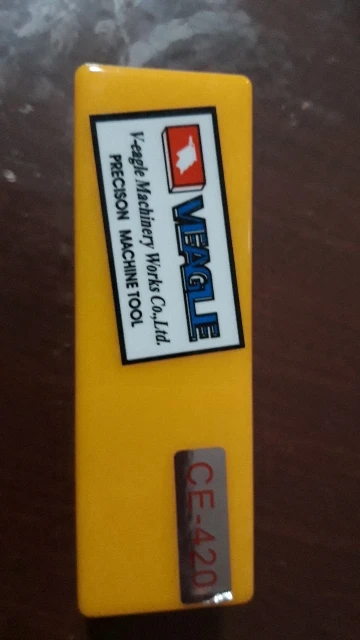 VEAGLE
V-eagle Machinery Works Co.,Ltd.
PRECISON MACHINE TOOL
CE-420